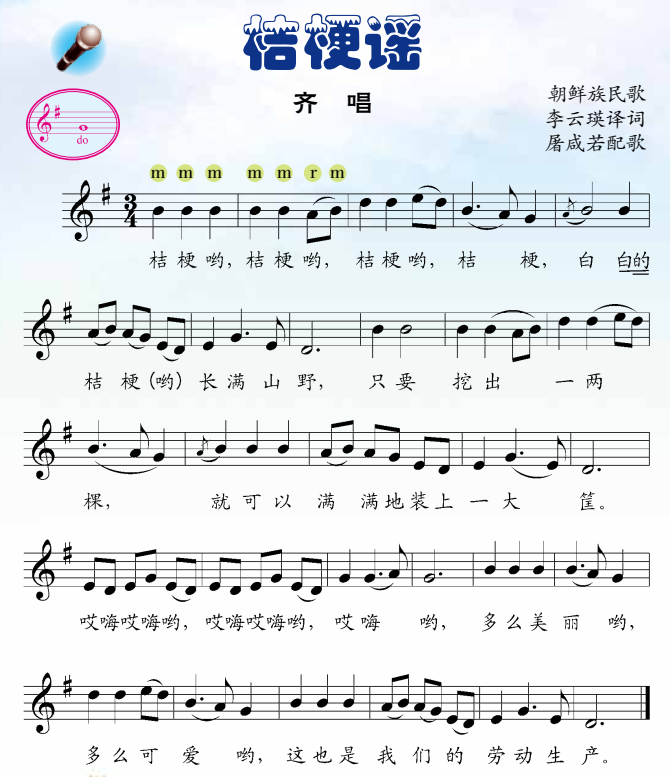 桔梗谣
齐 唱
朝鲜族民歌
李云瑛译词
屠咸若配歌
do
m m m m m r m
3
4
桔 梗 哟, 桔 梗 哟, 桔 梗 哟, 桔 梗, 白 白的
桔 梗 (哟) 长 满 山 野, 只 要 挖 出 一 两
棵, 就 可 以 满 满 地 装 上 一 大 筐。
哎嗨哎嗨哟, 哎嗨哎嗨哟, 哎 嗨 哟, 多 么 美 丽 哟,
多 么 可 爱 哟, 这 也 是 我 们 的 劳 动 生 产。